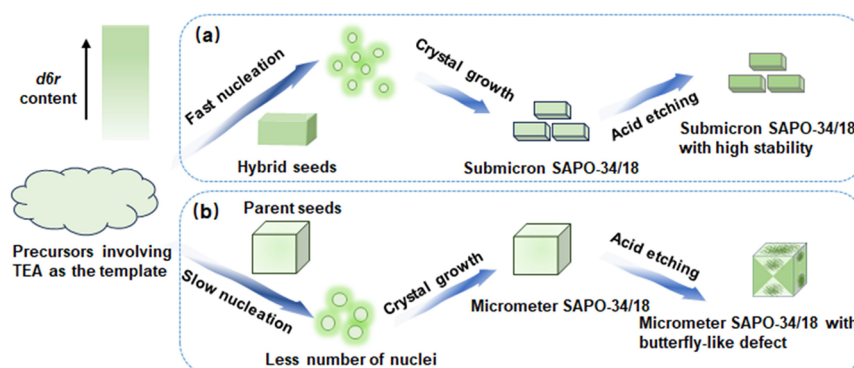 d6r
content
Precursors involving
TEA as the template
(a)
Fast nucleation
Hybrid seeds
Crystal growth
Submicron SAPO-34/18
Acid etching
Submicron SAPO-34/18
with high stability
(b)
Parent seeds
Slow nucleation
Less number of nuclei
Crystal growth
Micrometer SAPO-34/18
Acid etching
Micrometer SAPO-34/18 with
butterfly-like defect